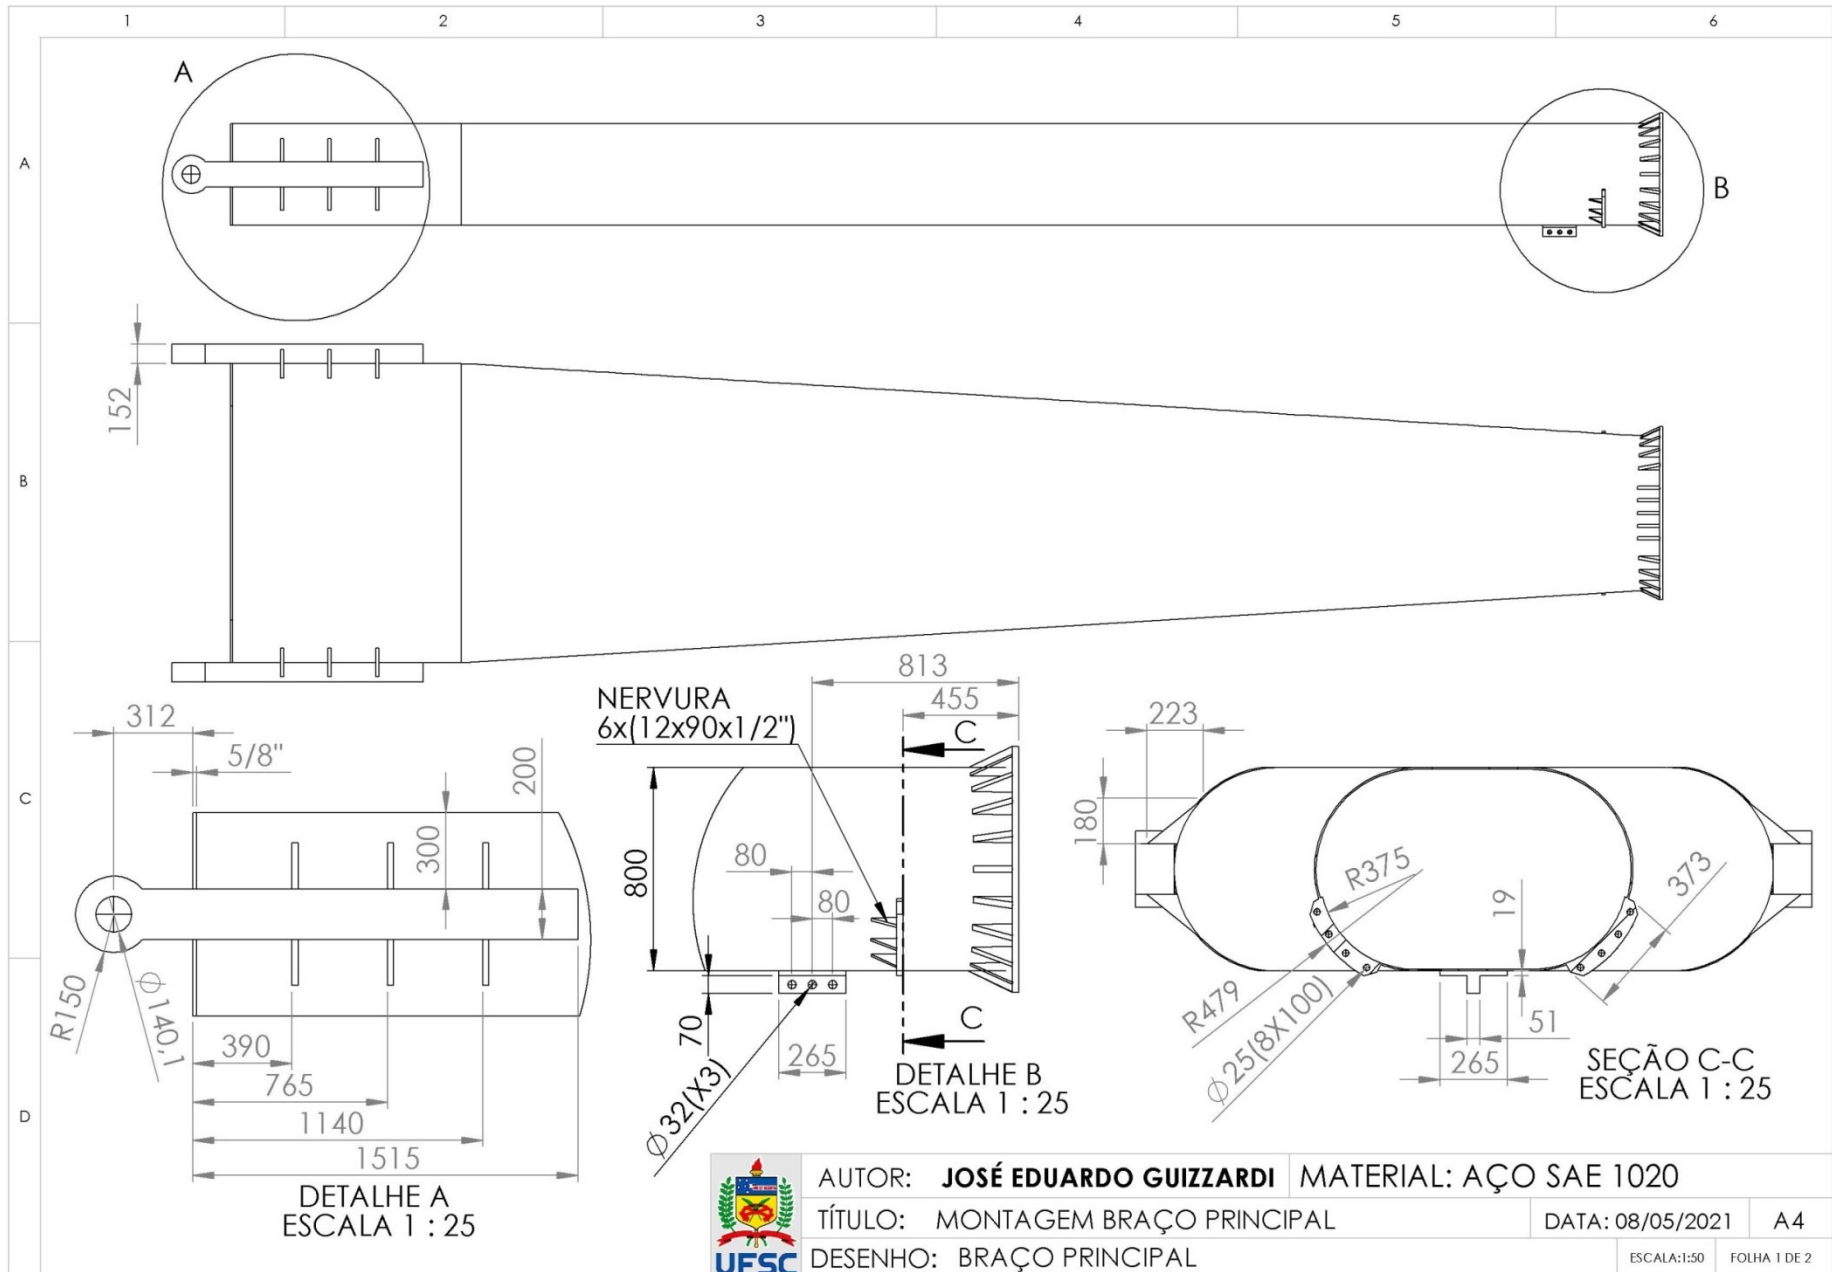 1 2 3 4 5 6
A
B
C
D
A
B
152
312
5/8"
200
300
R150
Ø140,1
390
765
1140
1515
DETALHE A
ESCALA 1 : 25
NERVURA
6x(12x90x1/2")
813
455
C
800
80
80
70
265
Ø32(X3)
C
DETALHE B
ESCALA 1 : 25
223
180
R375
373
19
R479
Ø25(8X100)
51
265
SEÇÃO C-C
ESCALA 1 : 25
UFSC
AUTOR: JOSÉ EDUARDO GUIZZARDI MATERIAL: AÇO SAE 1020
TÍTULO: MONTAGEM BRAÇO PRINCIPAL DATA: 08/05/2021 A4
DESENHO: BRAÇO PRINCIPAL ESCALA:1:50 FOLHA 1 DE 2